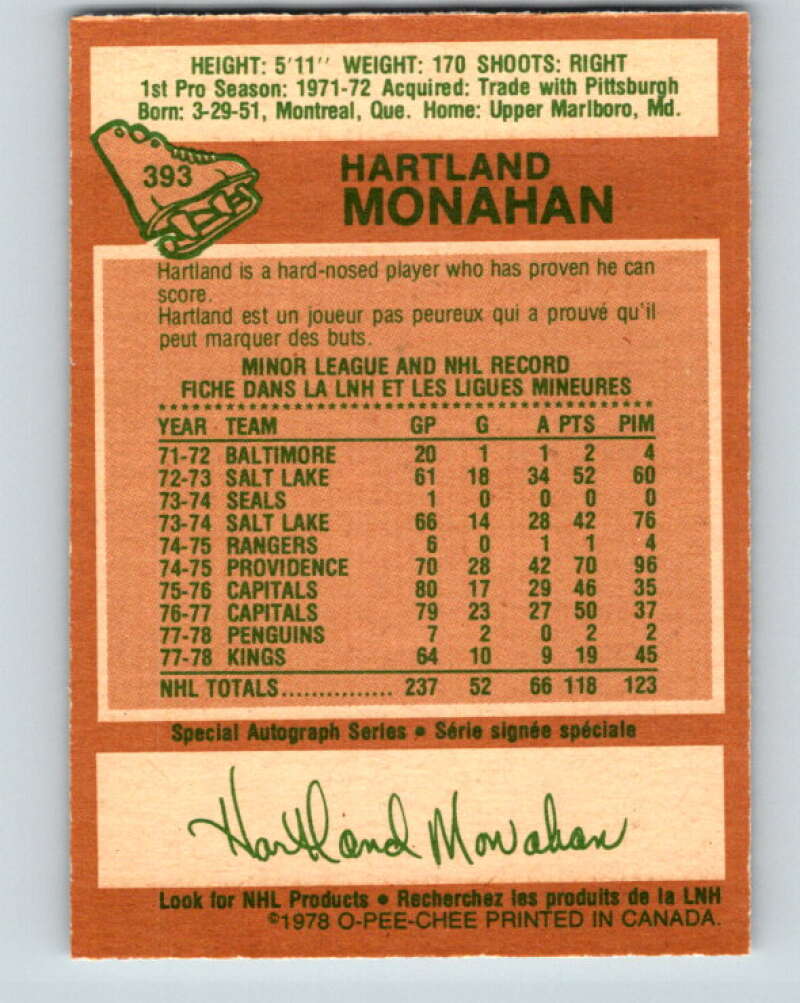 HEIGHT: 5'11'' WEIGHT: 170 SHOOTS: RIGHT
1st Pro Season: 1971-72 Acquired: Trade with Pittsburgh
Born: 3-29-51, Montreal, Que. Home: Upper Marlboro, Md.
393
HARTLAND
MONAHAN
Hartland is a hard-nosed player who has proven he can
score.
Hartland est un joueur pas peureux qui a prouvé qu'il
peut marquer des buts.
MINOR LEAGUE AND NHL RECORD
FICHE DANS LA LNH ET LES LIGUES MINEURES
YEAR TEAM GP G A PTS PIM
71-72 BALTIMORE 20 1 1 2 4
72-73 SALT LAKE 61 18 34 52 60
73-74 SEALS 1 0 0 0 0
73-74 SALT LAKE 66 14 28 42 76
74-75 RANGERS 6 0 1 1 4
74-75 PROVIDENCE 70 28 42 70 96
75-76 CAPITALS 80 17 29 46 35
76-77 CAPITALS 79 23 27 50 37
77-78 PENGUINS 7 2 0 2 2
77-78 KINGS 64 10 9 19 45
NHL TOTALS............... 237 52 66 118 123
Special Autograph Series • Série signée spéciale
Hartland Monahan
Look for NHL Products • Recherchez les produits de la LNH
©1978 O-PEE-CHEE PRINTED IN CANADA.